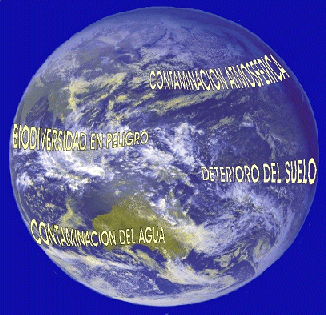 CONTAMINACION ATMOSFERICA
BIODIVERSIDAD EN PELIGRO
DETERIORO DEL SUELO
CONTAMINACION DEL AGUA